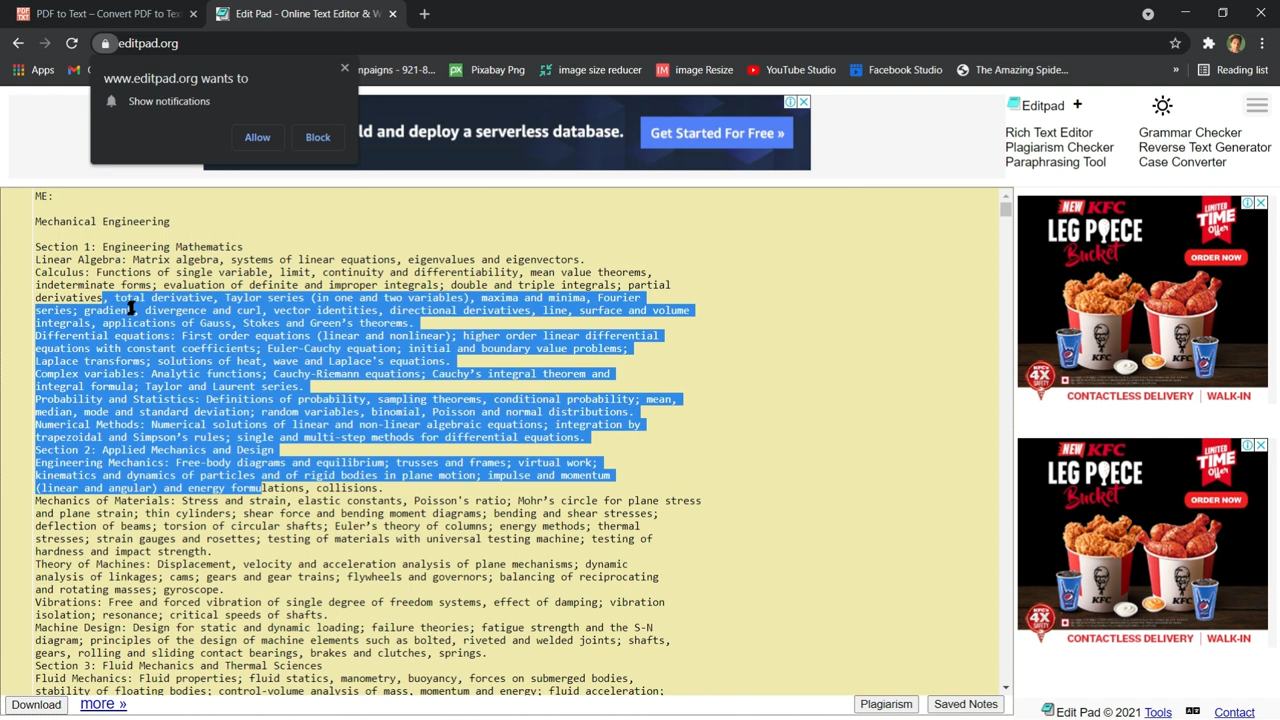 PDF to Text – Convert PDF to Tex
Edit Pad - Online Text Editor & W
editpad.org
Apps
npaigns - 921-8...
Pixabay Png
image size reducer
image Resize
YouTube Studio
Facebook Studio
The Amazing Spide...
»
Reading list
www.editpad.org wants to
Show notifications
Allow
Block
ld and deploy a serverless database.
Get Started For Free »
Editpad +
Rich Text Editor
Plagiarism Checker
Paraphrasing Tool
Grammar Checker
Reverse Text Generator
Case Converter
ME:
Mechanical Engineering
Section 1: Engineering Mathematics
Linear Algebra: Matrix algebra, systems of linear equations, eigenvalues and eigenvectors.
Calculus: Functions of single variable, limit, continuity and differentiability, mean value theorems,
indeterminate forms; evaluation of definite and improper integrals; double and triple integrals; partial
derivatives, total derivative, Taylor series (in one and two variables), maxima and minima, Fourier
series; gradient, divergence and curl, vector identities, directional derivatives, line, surface and volume
integrals, applications of Gauss, Stokes and Green's theorems.
Differential equations: First order equations (linear and nonlinear); higher order linear differential
equations with constant coefficients; Euler-Cauchy equation; initial and boundary value problems;
Laplace transforms; solutions of heat, wave and Laplace's equations.
Complex variables: Analytic functions; Cauchy-Riemann equations; Cauchy's integral theorem and
integral formula; Taylor and Laurent series.
Probability and Statistics: Definitions of probability, sampling theorems, conditional probability; mean,
median, mode and standard deviation; random variables, binomial, Poisson and normal distributions.
Numerical Methods: Numerical solutions of linear and non-linear algebraic equations; integration by
trapezoidal and Simpson's rules; single and multi-step methods for differential equations.
Section 2: Applied Mechanics and Design
Engineering Mechanics: Free-body diagrams and equilibrium; trusses and frames; virtual work;
kinematics and dynamics of particles and of rigid bodies in plane motion; impulse and momentum
(linear and angular) and energy formulations, collisions.
Mechanics of Materials: Stress and strain, elastic constants, Poisson's ratio; Mohr's circle for plane stress
and plane strain; thin cylinders; shear force and bending moment diagrams; bending and shear stresses;
deflection of beams; torsion of circular shafts; Euler's theory of columns; energy methods; thermal
stresses; strain gauges and rosettes; testing of materials with universal testing machine; testing of
hardness and impact strength.
Theory of Machines: Displacement, velocity and acceleration analysis of plane mechanisms; dynamic
analysis of linkages; cams; gears and gear trains; flywheels and governors; balancing of reciprocating
and rotating masses; gyroscope.
Vibrations: Free and forced vibration of single degree of freedom systems, effect of damping; vibration
isolation; resonance; critical speeds of shafts.
Machine Design: Design for static and dynamic loading; failure theories; fatigue strength and the S-N
diagram; principles of the design of machine elements such as bolted, riveted and welded joints; shafts,
gears, rolling and sliding contact bearings, brakes and clutches, springs.
Section 3: Fluid Mechanics and Thermal Sciences
Fluid Mechanics: Fluid properties; fluid statics, manometry, buoyancy, forces on submerged bodies,
stability of floating bodies; control-volume analysis of mass, momentum and energy; fluid acceleration;
NEW KFC
LEG PIECE
Bucket
LIMITED
TIME
Offer
ORDER NOW
KFC
4X
SAFETY
CONTACTLESS DELIVERY | WALK-IN
NEW KFC
LEG PIECE
Bucket
LIMITED
TIME
Offer
ORDER NOW
KFC
4X
SAFETY
CONTACTLESS DELIVERY | WALK-IN
Download
more »
Plagiarism
Saved Notes
Edit Pad © 2021 Tools
Contact